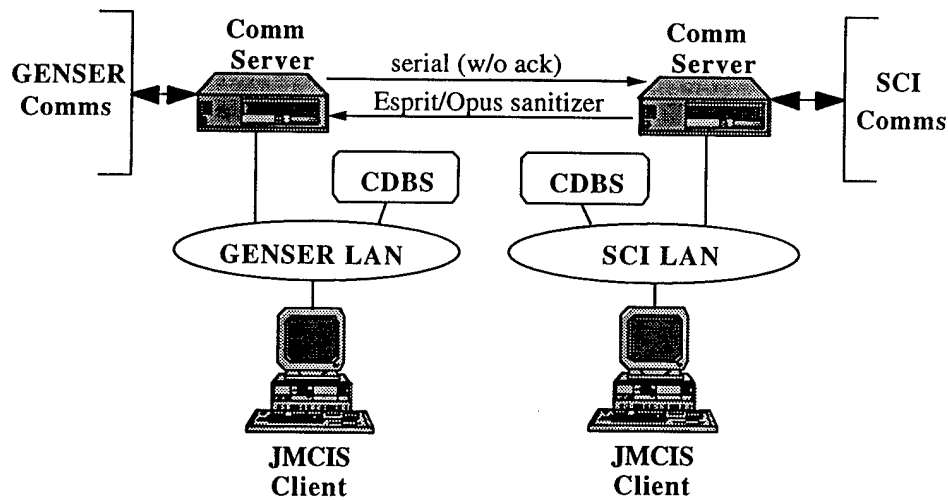 Comm
Server
Comm
Server
GENSER
Comms
serial (w/o ack)
Esprit/Opus sanitizer
SCI
Comms
CDBS
CDBS
GENSER LAN
SCI LAN
JMCIS
Client
JMCIS
Client